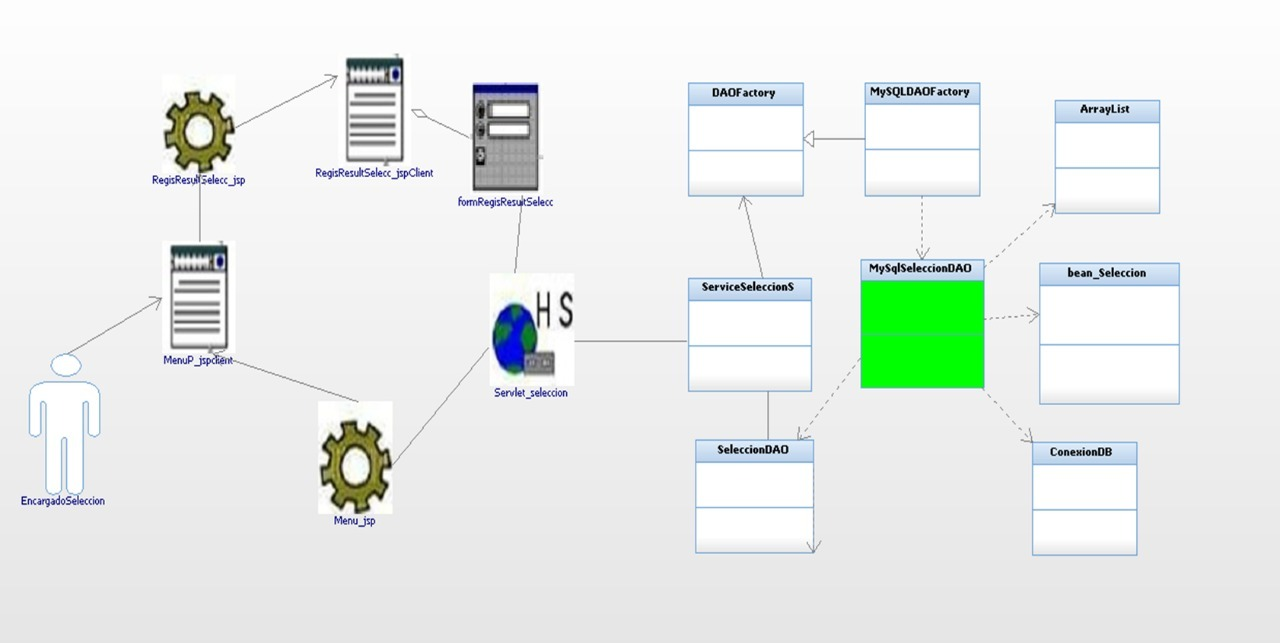 DAOFactory
MySQLDAOFactory
ArrayList
RegisResultSelecc_jspClient
RegisResultSelecc_jsp
formRegisResultSelecc
MySqlSeleccionDAO
bean_Seleccion
ServiceSeleccionS
H S
MenuP_jspclient
Servlet_seleccion
SeleccionDAO
ConexionDB
EncargadoSeleccion
Menu_jsp